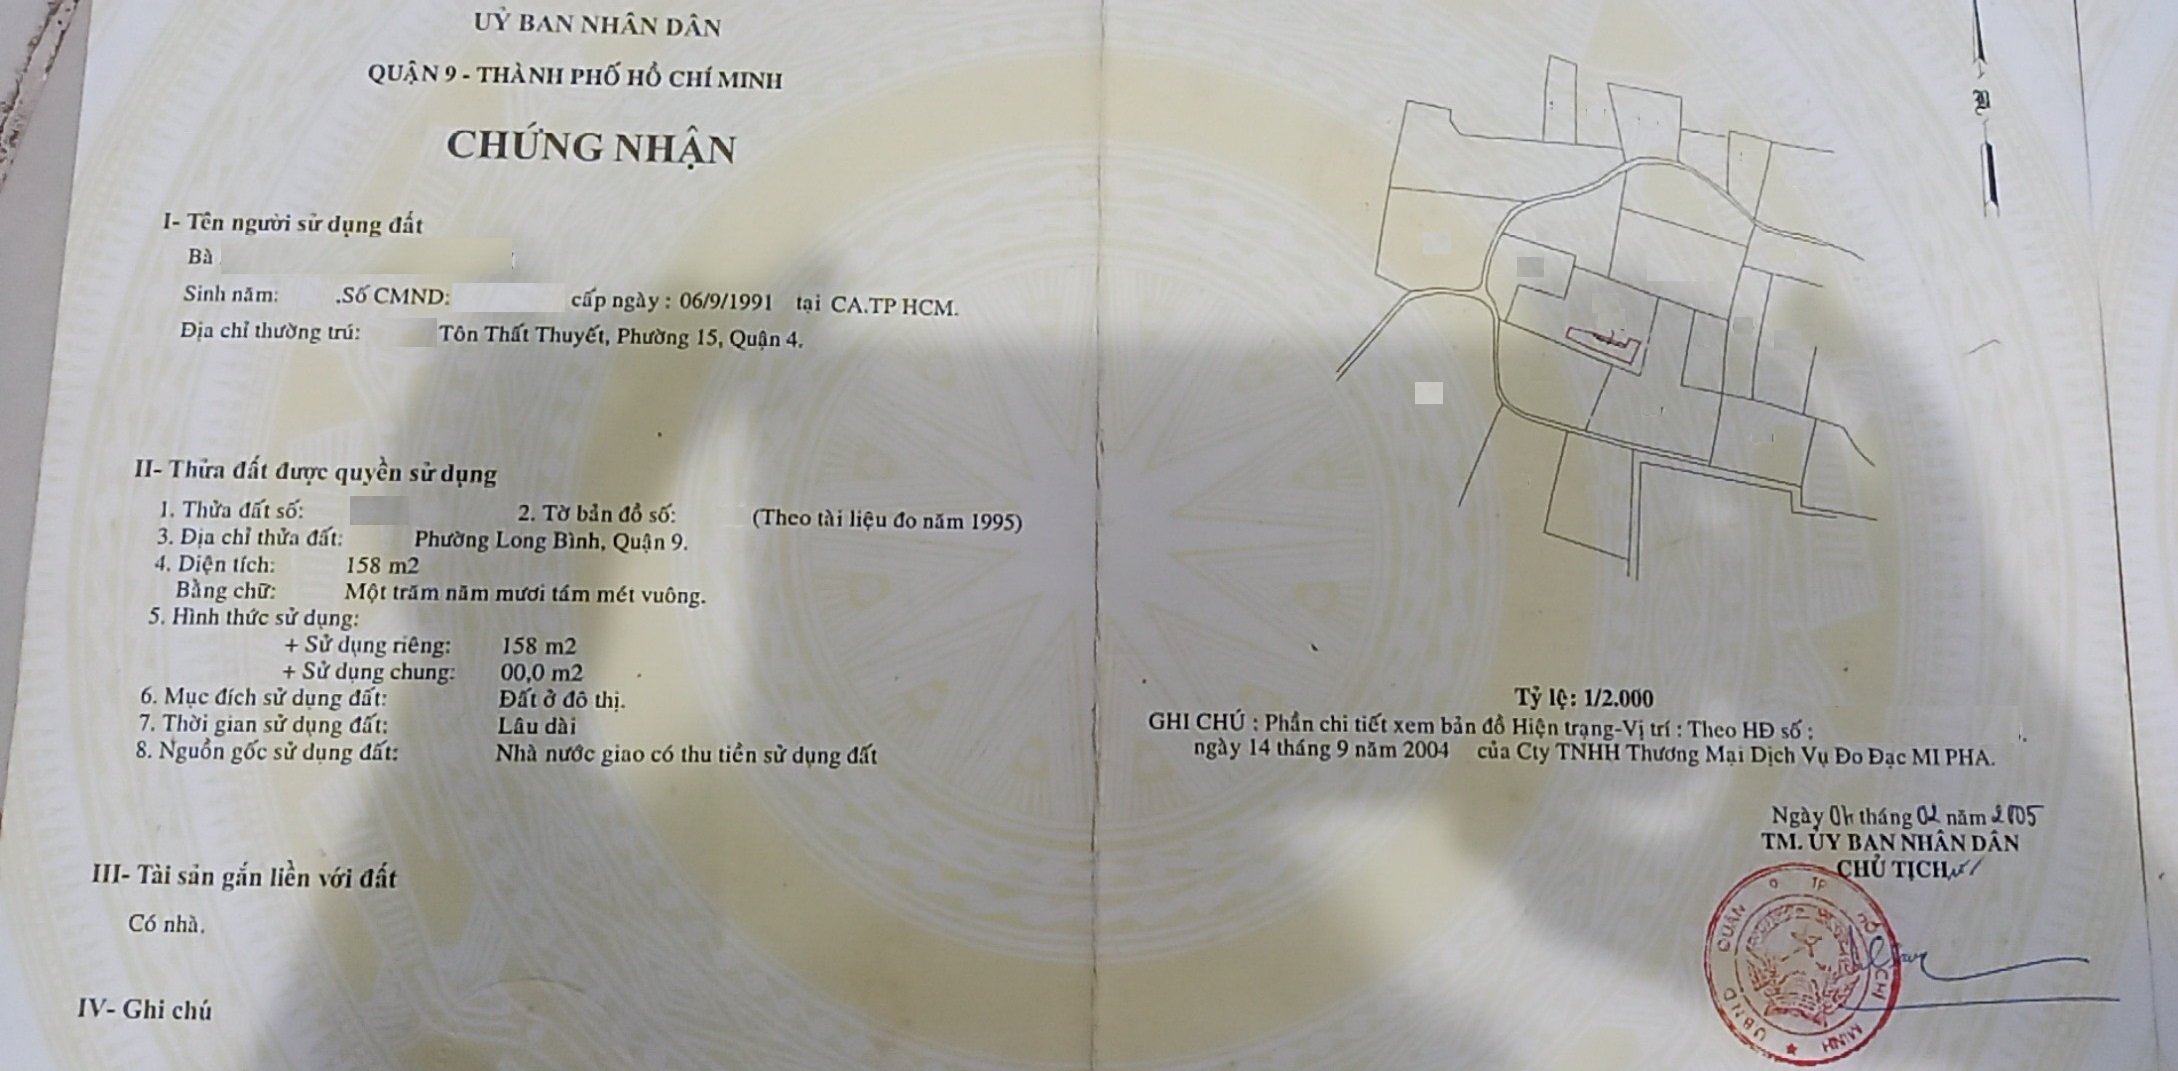 UỶ BAN NHÂN DÂN
QUẬN 9 - THÀNH PHỐ HỒ CHÍ MINH
CHỨNG NHẬN
I- Tên người sử dụng đất
Bà
Sinh năm: .Số CMND: cấp ngày : 06/9/1991 tại CA.TP HCM.
Địa chỉ thường trú: Tôn Thất Thuyết, Phường 15, Quận 4.
II- Thửa đất được quyền sử dụng
1. Thửa đất số: 2. Tờ bản đồ số: (Theo tài liệu đo năm 1995)
3. Địa chỉ thửa đất: Phường Long Bình, Quận 9.
4. Diện tích: 158 m2
Bằng chữ: Một trăm năm mươi tám mét vuông.
5. Hình thức sử dụng:
+ Sử dụng riêng: 158 m2
+ Sử dụng chung: 00,0 m2
6. Mục đích sử dụng đất: Đất ở đô thị.
7. Thời gian sử dụng đất: Lâu dài
8. Nguồn gốc sử dụng đất: Nhà nước giao có thu tiền sử dụng đất
III- Tài sản gắn liền với đất
Có nhà.
IV- Ghi chú
Tỷ lệ: 1/2.000
GHI CHÚ : Phần chi tiết xem bản đồ Hiện trạng-Vị trí : Theo HĐ số :
ngày 14 tháng 9 năm 2004 của Cty TNHH Thương Mại Dịch Vụ Đo Đạc MI PHA.
Ngày 04 tháng 02 năm 2005
TM. ỦY BAN NHÂN DÂN
CHỦ TỊCH
U.B.N.D QUẬN 9 TP HỒ CHÍ MINH